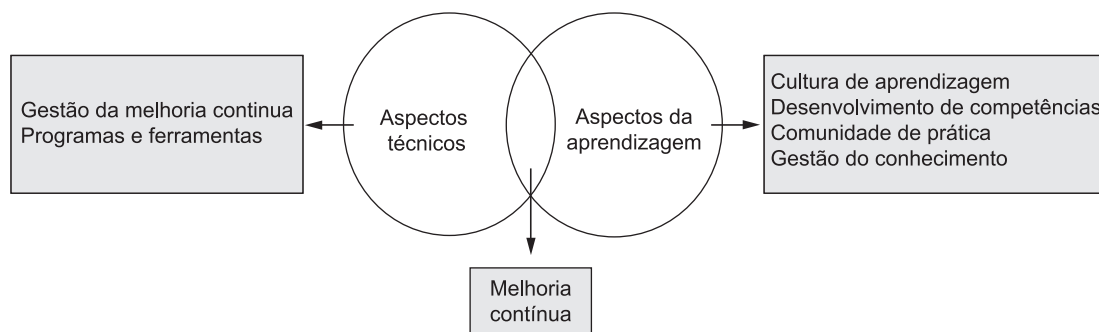 Gestão da melhoria continua
Programas e ferramentas
Aspectos
técnicos
Aspectos da
aprendizagem
Cultura de aprendizagem
Desenvolvimento de competências
Comunidade de prática
Gestão do conhecimento
Melhoria
contínua